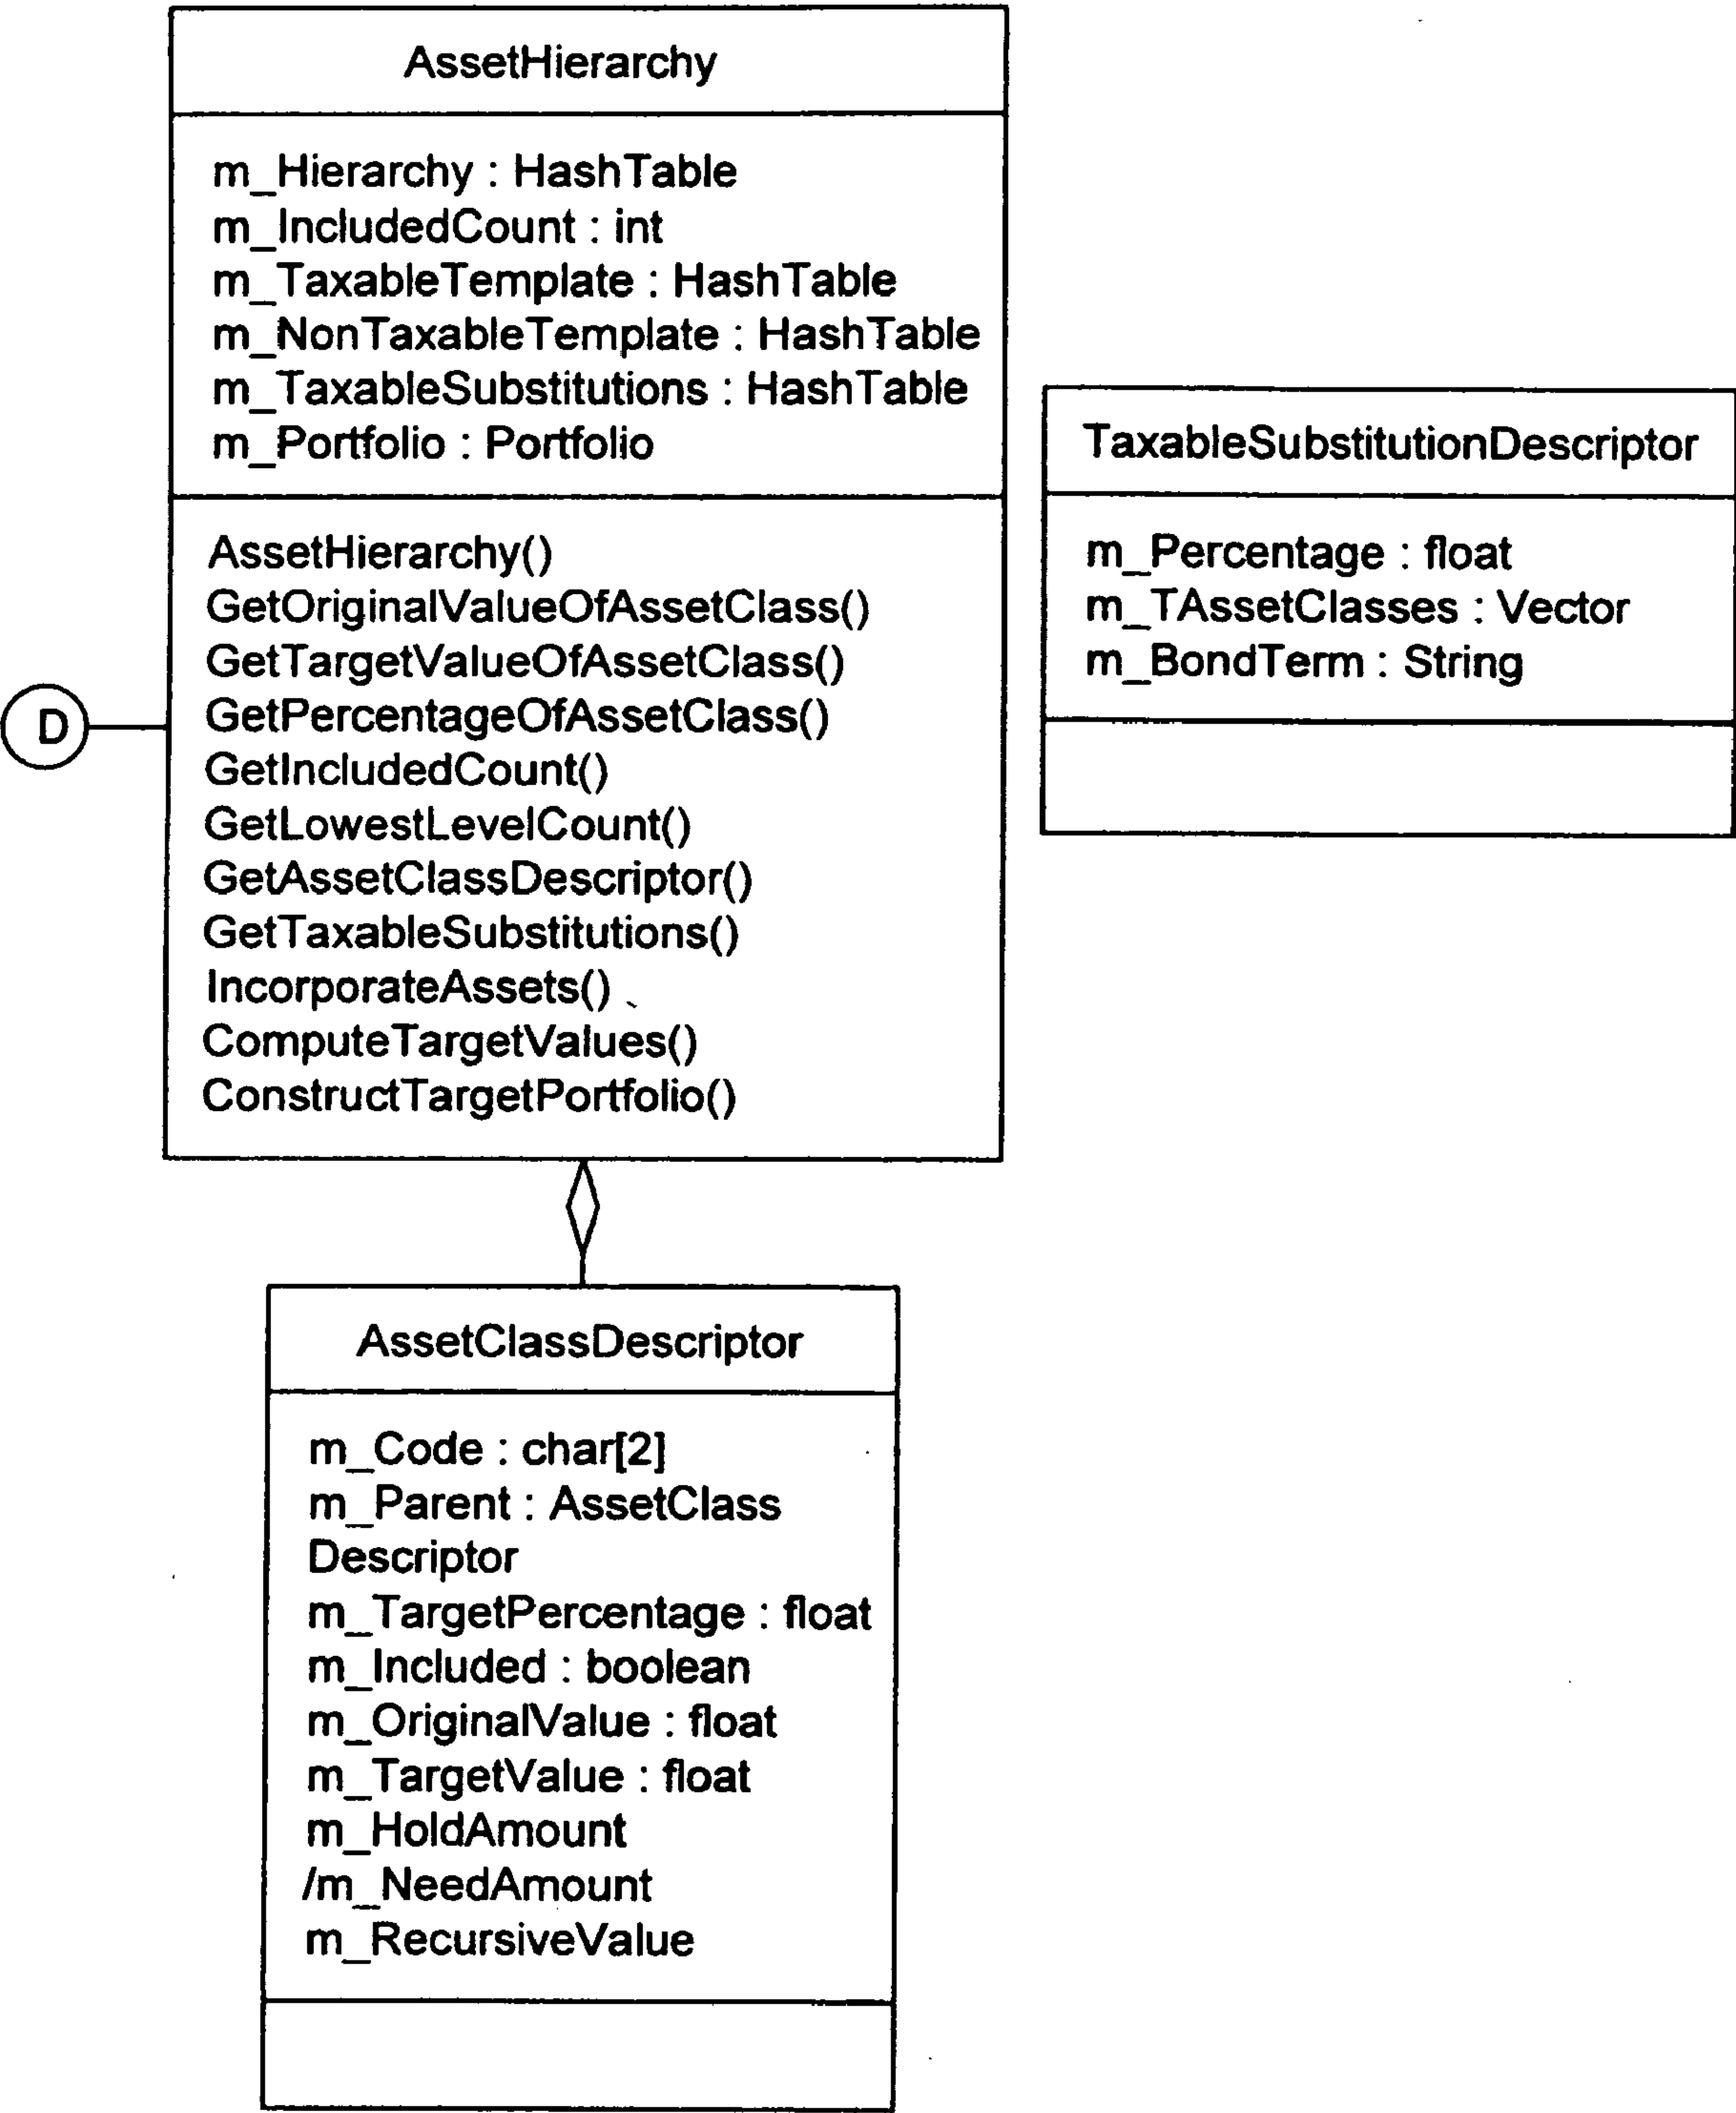 AssetHierarchy
m_Hierarchy : HashTable
m_IncludedCount : int
m_TaxableTemplate : HashTable
m_NonTaxableTemplate : HashTable
m_TaxableSubstitutions : HashTable
m_Portfolio : Portfolio
AssetHierarchy()
GetOriginalValueOfAssetClass()
GetTargetValueOfAssetClass()
GetPercentageOfAssetClass()
GetIncludedCount()
GetLowestLevelCount()
GetAssetClassDescriptor()
GetTaxableSubstitutions()
IncorporateAssets()
ComputeTargetValues()
ConstructTargetPortfolio()
D
TaxableSubstitutionDescriptor
m_Percentage : float
m_TAssetClasses : Vector
m_BondTerm : String
AssetClassDescriptor
m_Code : char[2]
m_Parent : AssetClass
Descriptor
m_TargetPercentage : float
m_Included : boolean
m_OriginalValue : float
m_TargetValue : float
m_HoldAmount
/m_NeedAmount
m_RecursiveValue